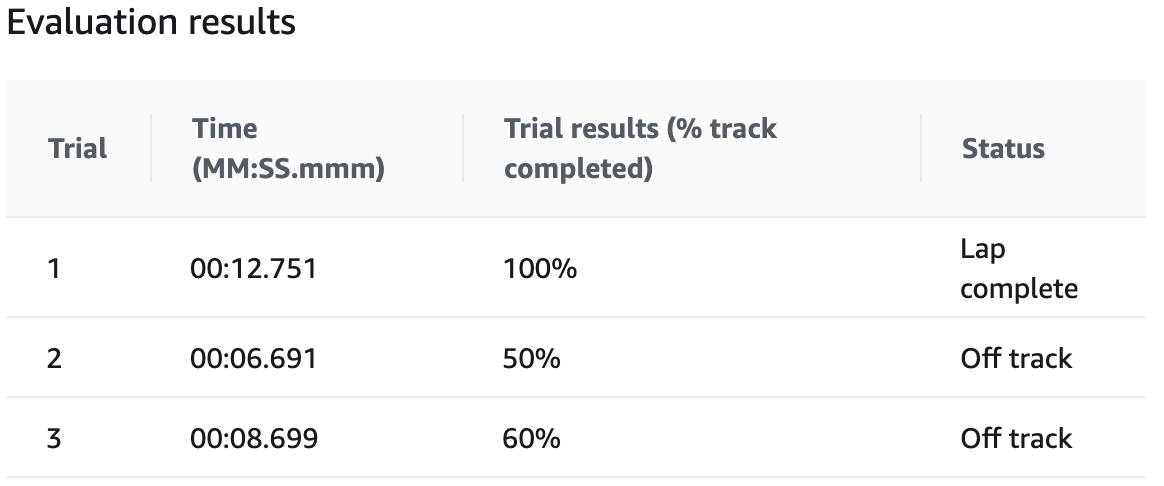 Evaluation results
Trial
Time
(MM:SS.mmm)
Trial results (% track
completed)
Status
1
00:12.751
100%
Lap
complete
2
00:06.691
50%
Off track
3
00:08.699
60%
Off track